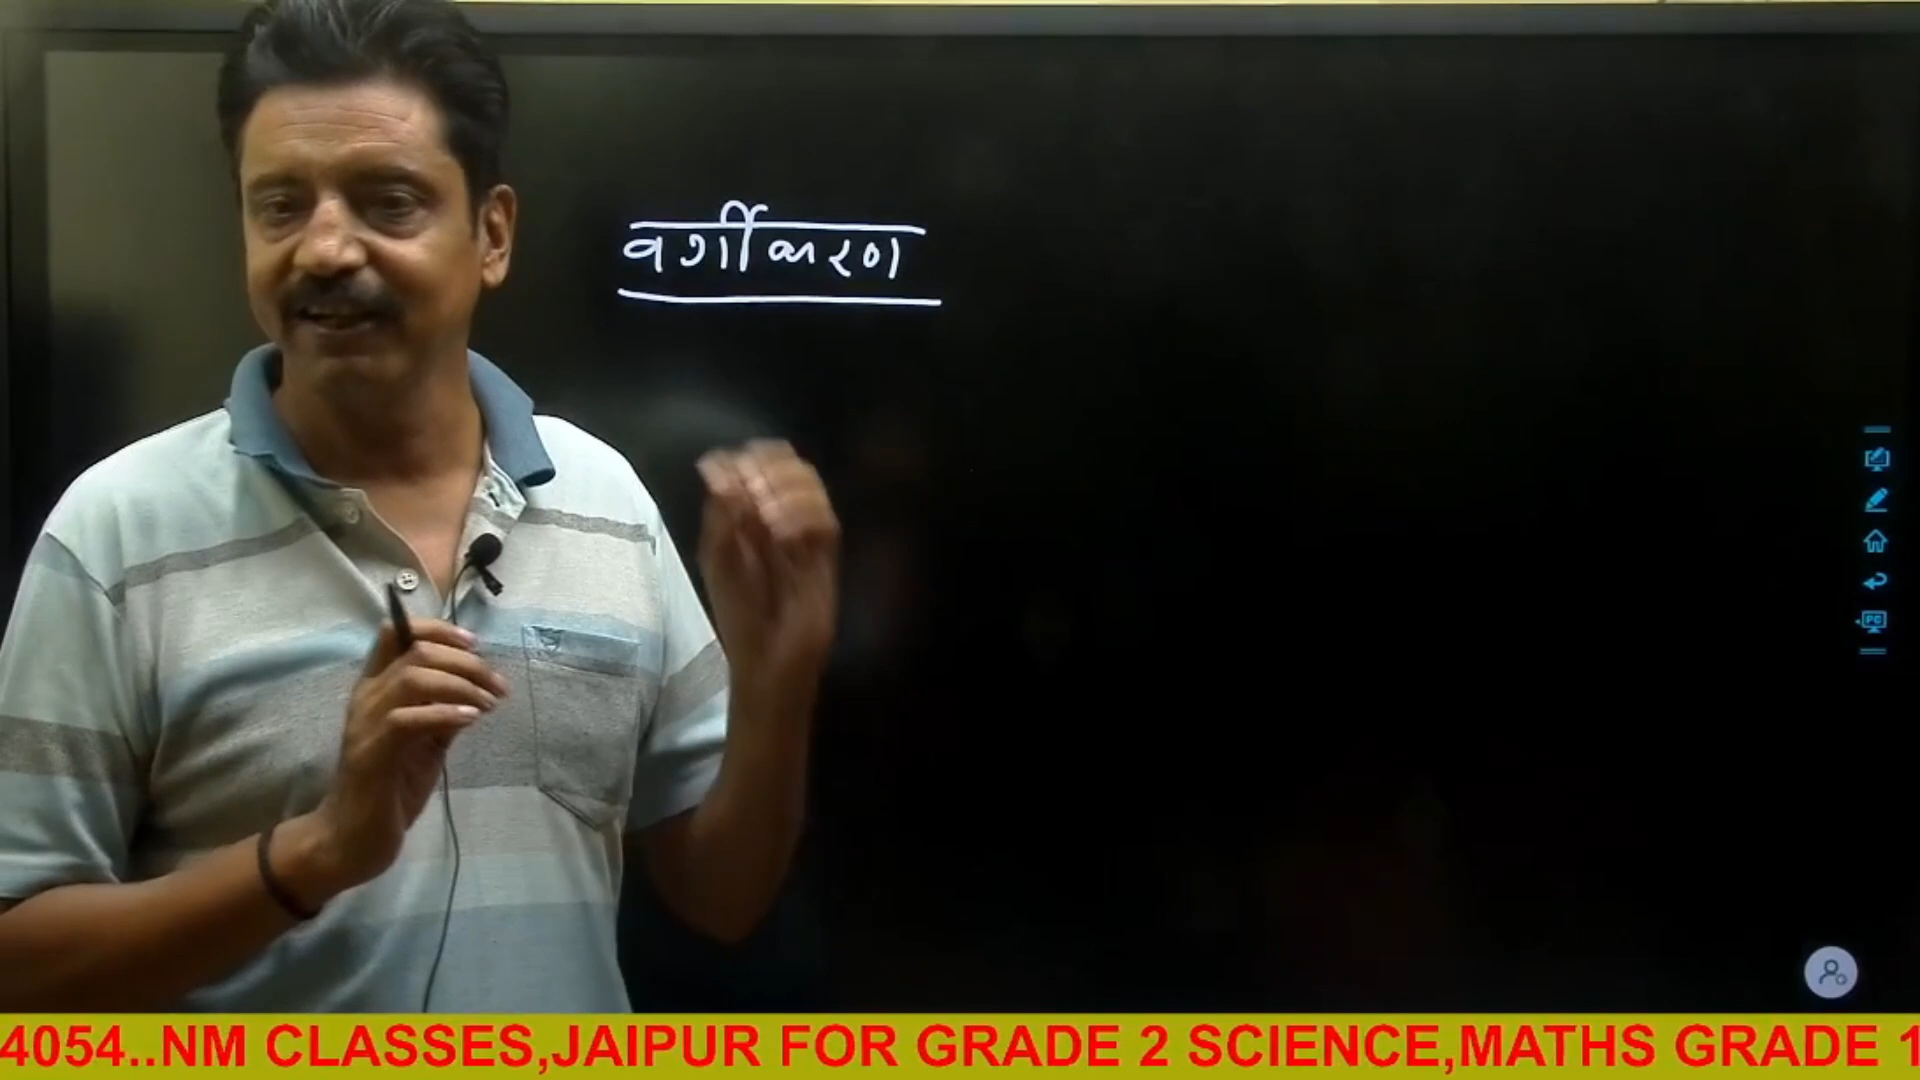 वर्गीकरण
4054..NM CLASSES,JAIPUR FOR GRADE 2 SCIENCE,MATHS GRADE 1